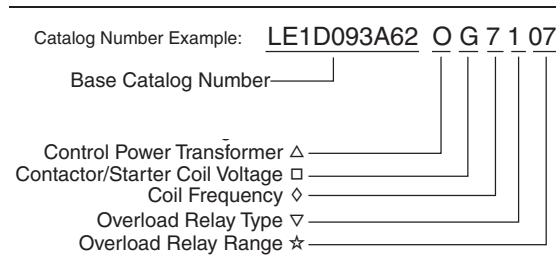 Catalog Number Example: LE1D093A62 O G 7 1 07
Base Catalog Number
Control Power Transformer △
Contactor/Starter Coil Voltage □
Coil Frequency ◊
Overload Relay Type ▽
Overload Relay Range ☆